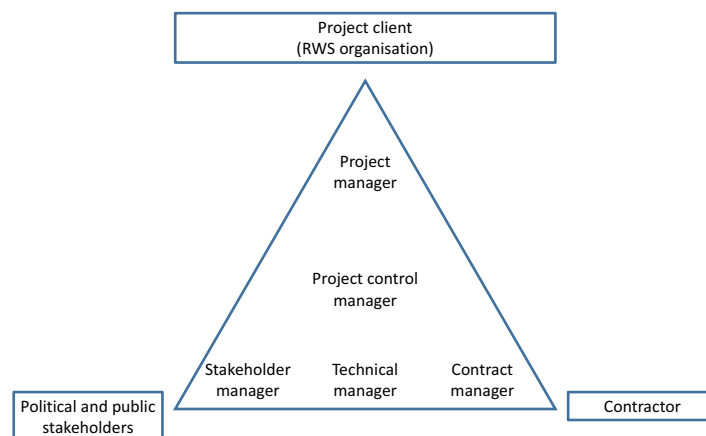 Project client
(RWS organisation)
Project
manager
Project control
manager
Stakeholder
manager
Technical
manager
Contract
manager
Political and public
stakeholders
Contractor